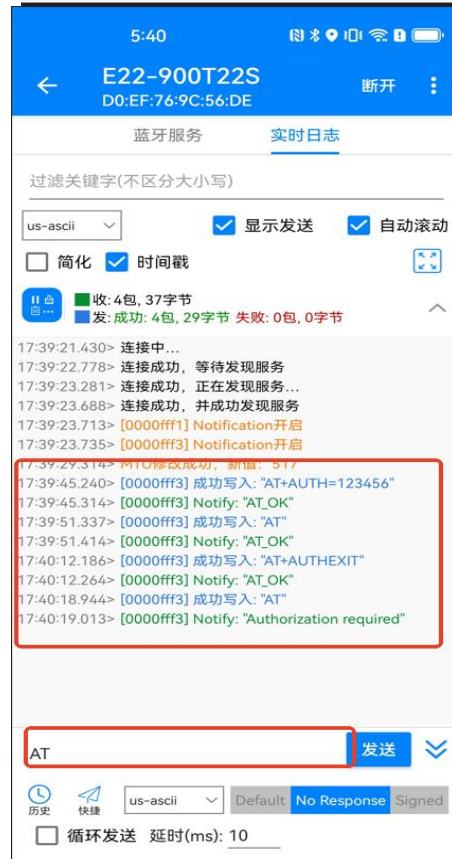 5:40
E22-900T22S
断开
D0:EF:76:9C:56:DE
蓝牙服务 实时日志
过滤关键字(不区分大小写)
us-ascii 显示发送 自动滚动
简化 时间戳
收: 4包, 37字节
发: 成功: 4包, 29字节 失败: 0包, 0字节
17:39:21.430> 连接中...
17:39:22.778> 连接成功，等待发现服务
17:39:23.281> 连接成功，正在发现服务...
17:39:23.688> 连接成功，并成功发现服务
17:39:23.713> [0000fff1] Notification开启
17:39:23.735> [0000fff3] Notification开启
17:39:29.314> MTU修改成功，新值：517
17:39:45.240> [0000fff3] 成功写入: "AT+AUTH=123456"
17:39:45.314> [0000fff3] Notify: "AT_OK"
17:39:51.337> [0000fff3] 成功写入: "AT"
17:39:51.414> [0000fff3] Notify: "AT_OK"
17:40:12.186> [0000fff3] 成功写入: "AT+AUTHEXIT"
17:40:12.264> [0000fff3] Notify: "AT_OK"
17:40:18.944> [0000fff3] 成功写入: "AT"
17:40:19.013> [0000fff3] Notify: "Authorization required"
AT 发送
历史 快捷 us-ascii Default No Response Signed
循环发送 延时(ms): 10